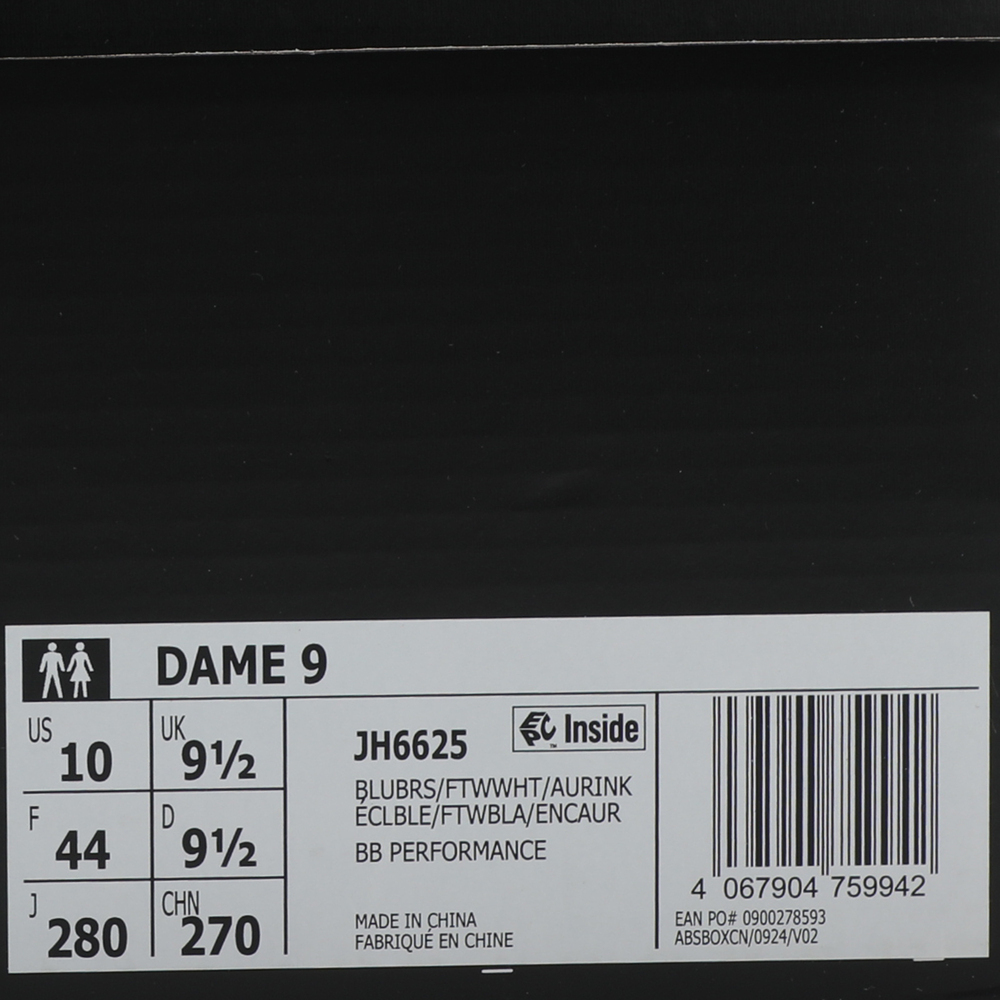 DAME 9
US 10
UK 9½
F 44
D 9½
J 280
CHN 270
JH6625
EPC Inside
™
BLUBRS/FTWWHT/AURINK
ÉCLBLE/FTWBLA/ENCAUR
BB PERFORMANCE
MADE IN CHINA
FABRIQUÉ EN CHINE
4 067904 759942
EAN PO# 0900278593
ABSBOXCN/0924/V02